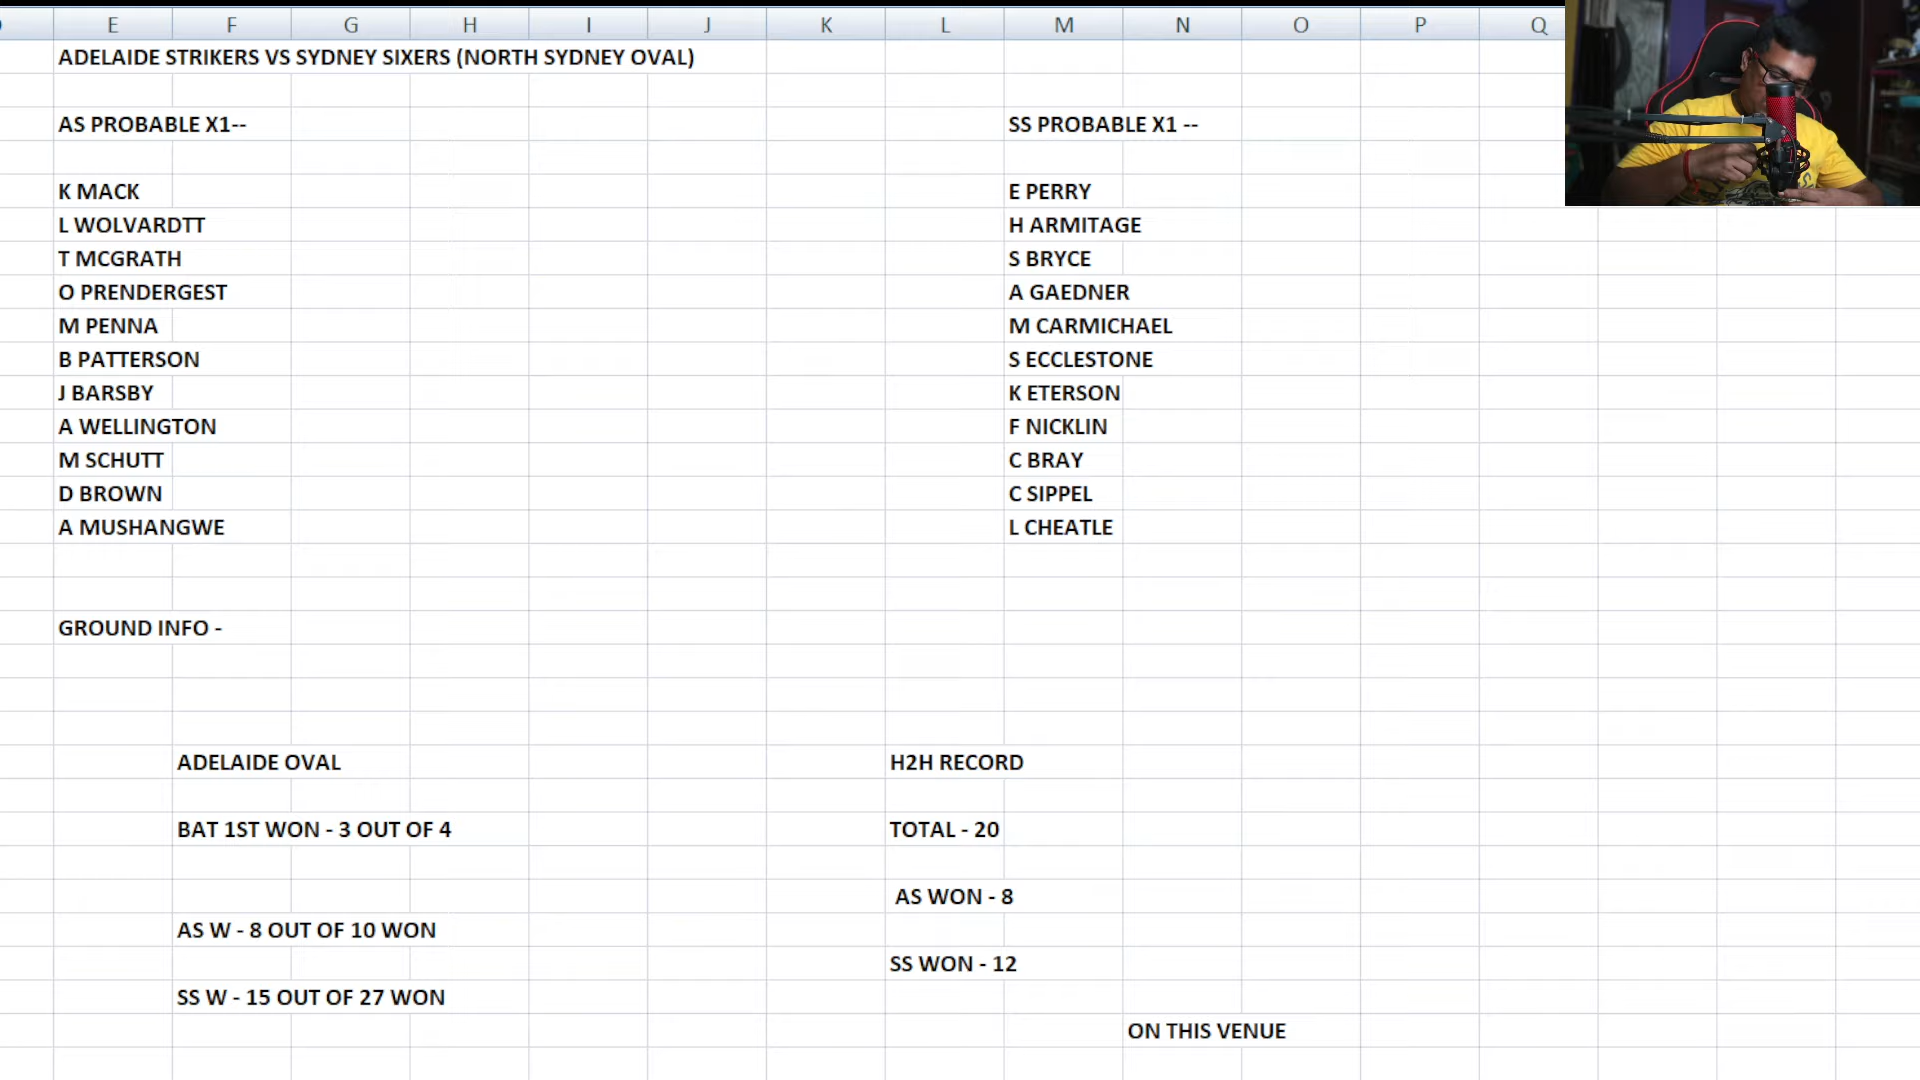 E F G H I J K L M N O P Q
ADELAIDE STRIKERS VS SYDNEY SIXERS (NORTH SYDNEY OVAL)
AS PROBABLE X1--
SS PROBABLE X1 --
K MACK
E PERRY
L WOLVARDTT
H ARMITAGE
T MCGRATH
S BRYCE
O PRENDERGEST
A GAEDNER
M PENNA
M CARMICHAEL
B PATTERSON
S ECCLESTONE
J BARSBY
K ETERSON
A WELLINGTON
F NICKLIN
M SCHUTT
C BRAY
D BROWN
C SIPPEL
A MUSHANGWE
L CHEATLE
GROUND INFO -
ADELAIDE OVAL
H2H RECORD
BAT 1ST WON - 3 OUT OF 4
TOTAL - 20
AS WON - 8
AS W - 8 OUT OF 10 WON
SS WON - 12
SS W - 15 OUT OF 27 WON
ON THIS VENUE